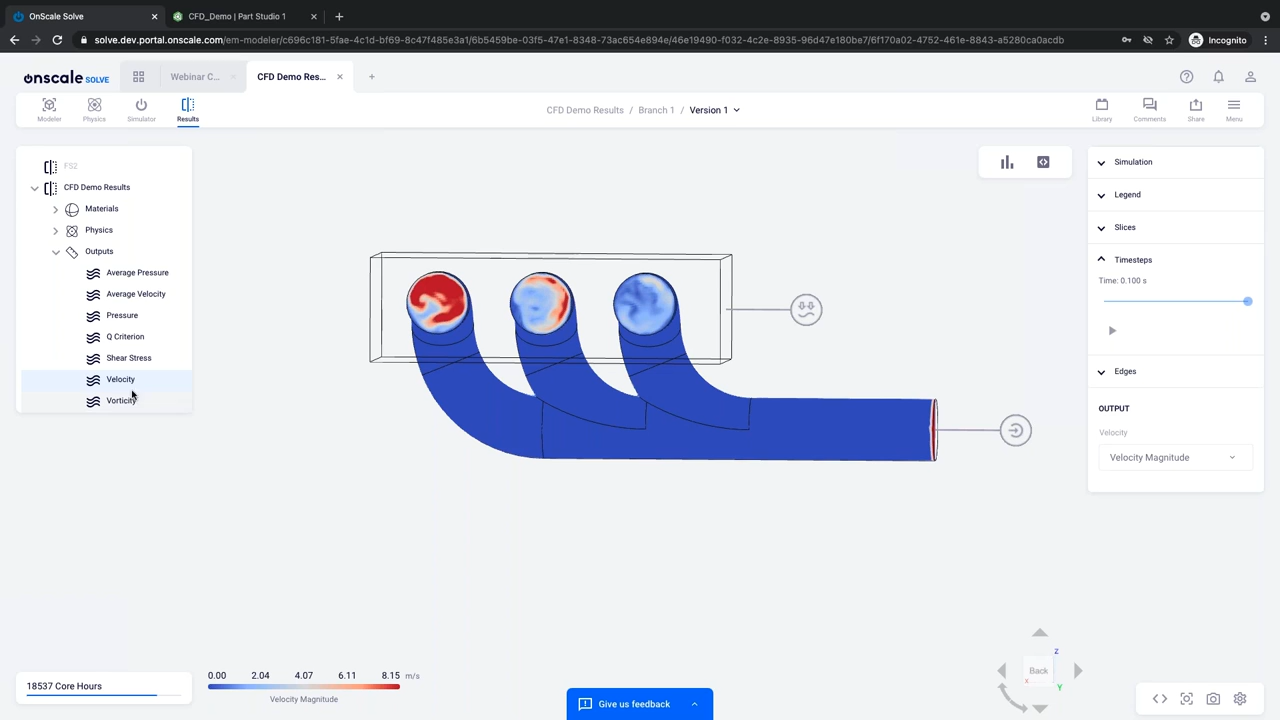 OnScale Solve
CFD_Demo | Part Studio 1
solve.dev.portal.onscale.com/em-modeler/c696c181-5fae-4c1d-bf69-8c47f485e3a1/6b5459be-03f5-47e1-8348-73ac654e894e/46e19490-f032-4c2e-8935-96d47e180be7/6f170a02-4752-461e-8843-a5280ca0acdb
Incognito
onscale SOLVE
Webinar C...
CFD Demo Res...
Modeler
Physics
Simulator
Results
CFD Demo Results / Branch 1 / Version 1
Library
Comments
Share
Menu
FS2
CFD Demo Results
Materials
Physics
Outputs
Average Pressure
Average Velocity
Pressure
Q Criterion
Shear Stress
Velocity
Vorticity
Simulation
Legend
Slices
Timesteps
Time: 0.100 s
Edges
OUTPUT
Velocity
Velocity Magnitude
18537 Core Hours
0.00 2.04 4.07 6.11 8.15 m/s
Velocity Magnitude
Give us feedback
Back
Z
X
Y